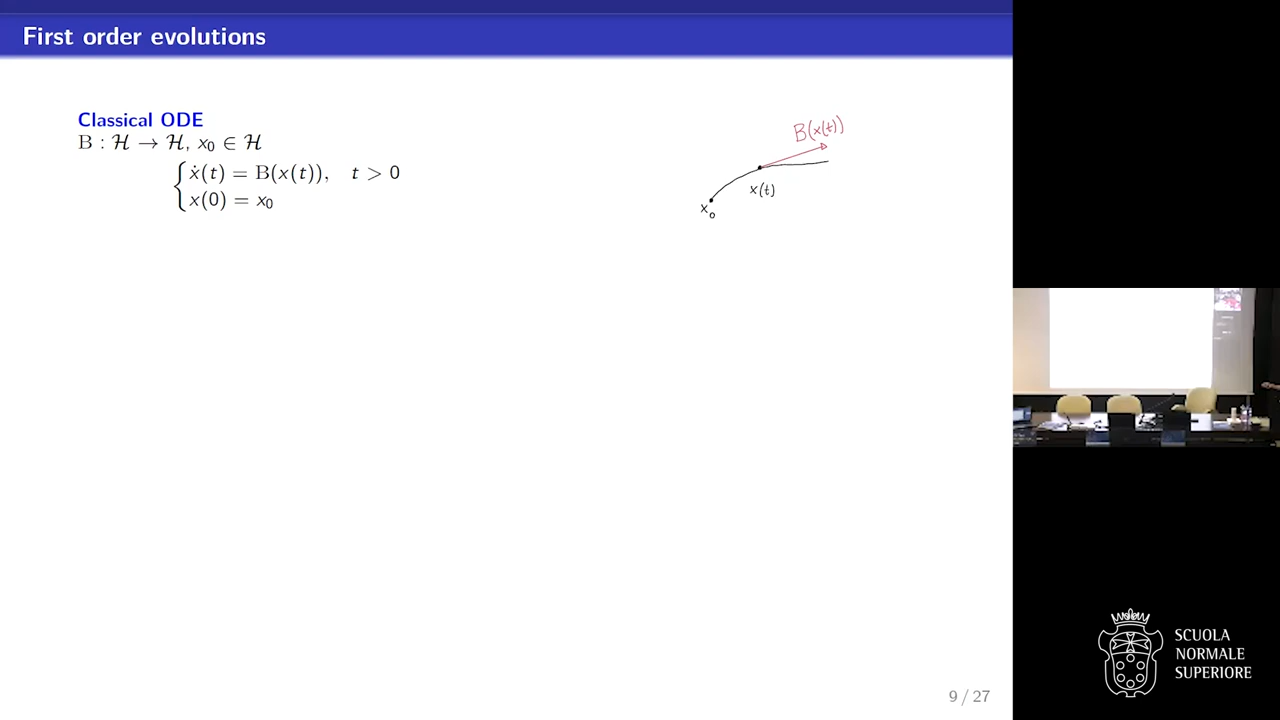 First order evolutions
Classical ODE
B : ℋ → ℋ, x₀ ∈ ℋ
ẋ(t) = B(x(t)), t > 0
x(0) = x₀
B(x(t))
x(t)
x₀
9 / 27
SCUOLA
NORMALE
SUPERIORE